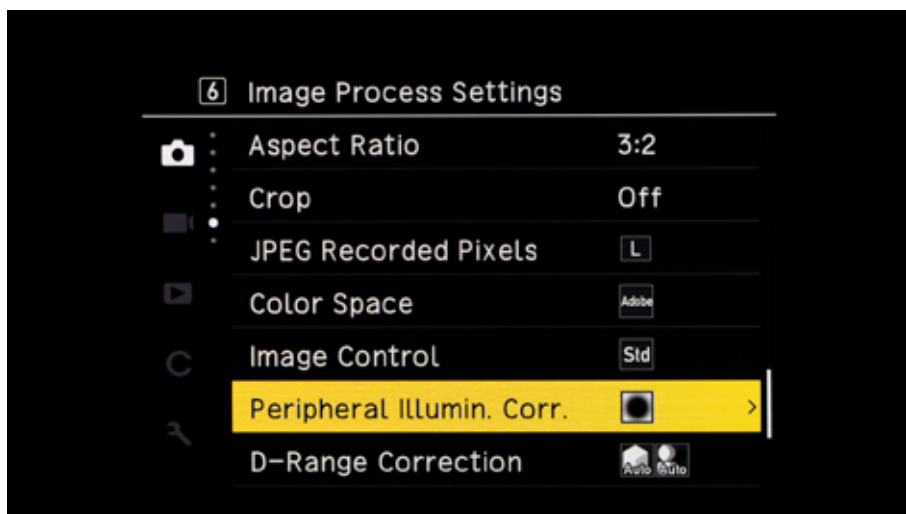 6 Image Process Settings
Aspect Ratio 3:2
Crop Off
JPEG Recorded Pixels L
Color Space Adobe
Image Control Std
Peripheral Illumin. Corr. >
D-Range Correction Auto Auto
C